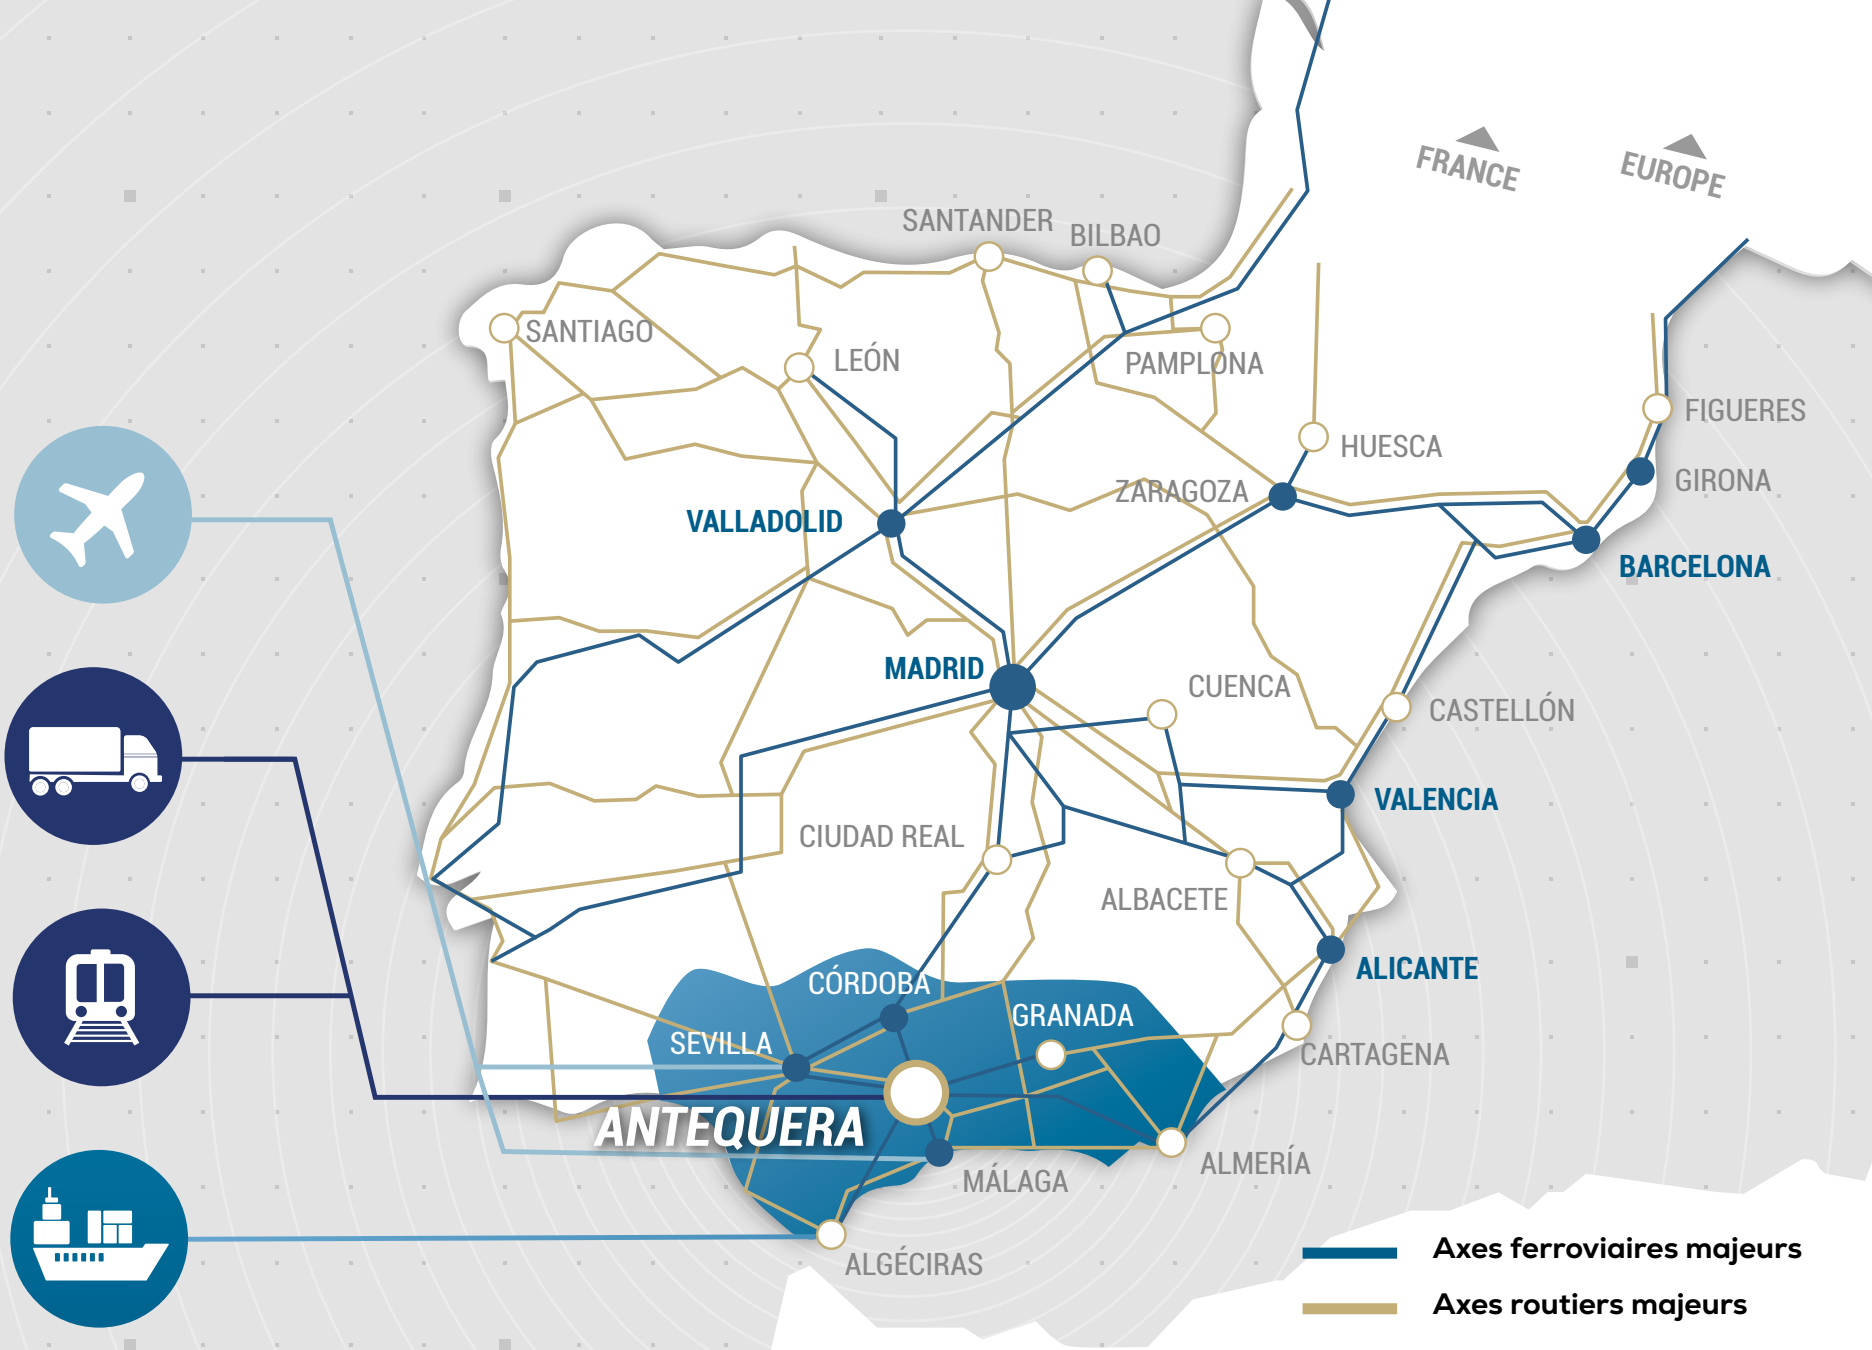 FRANCE
EUROPE
SANTANDER
BILBAO
SANTIAGO
LEÓN
PAMPLONA
FIGUERES
HUESCA
ZARAGOZA
GIRONA
VALLADOLID
BARCELONA
MADRID
CUENCA
CASTELLÓN
VALENCIA
CIUDAD REAL
ALBACETE
ALICANTE
CÓRDOBA
GRANADA
SEVILLA
CARTAGENA
ANTEQUERA
ALMERÍA
MÁLAGA
ALGÉCIRAS
Axes ferroviaires majeurs
Axes routiers majeurs